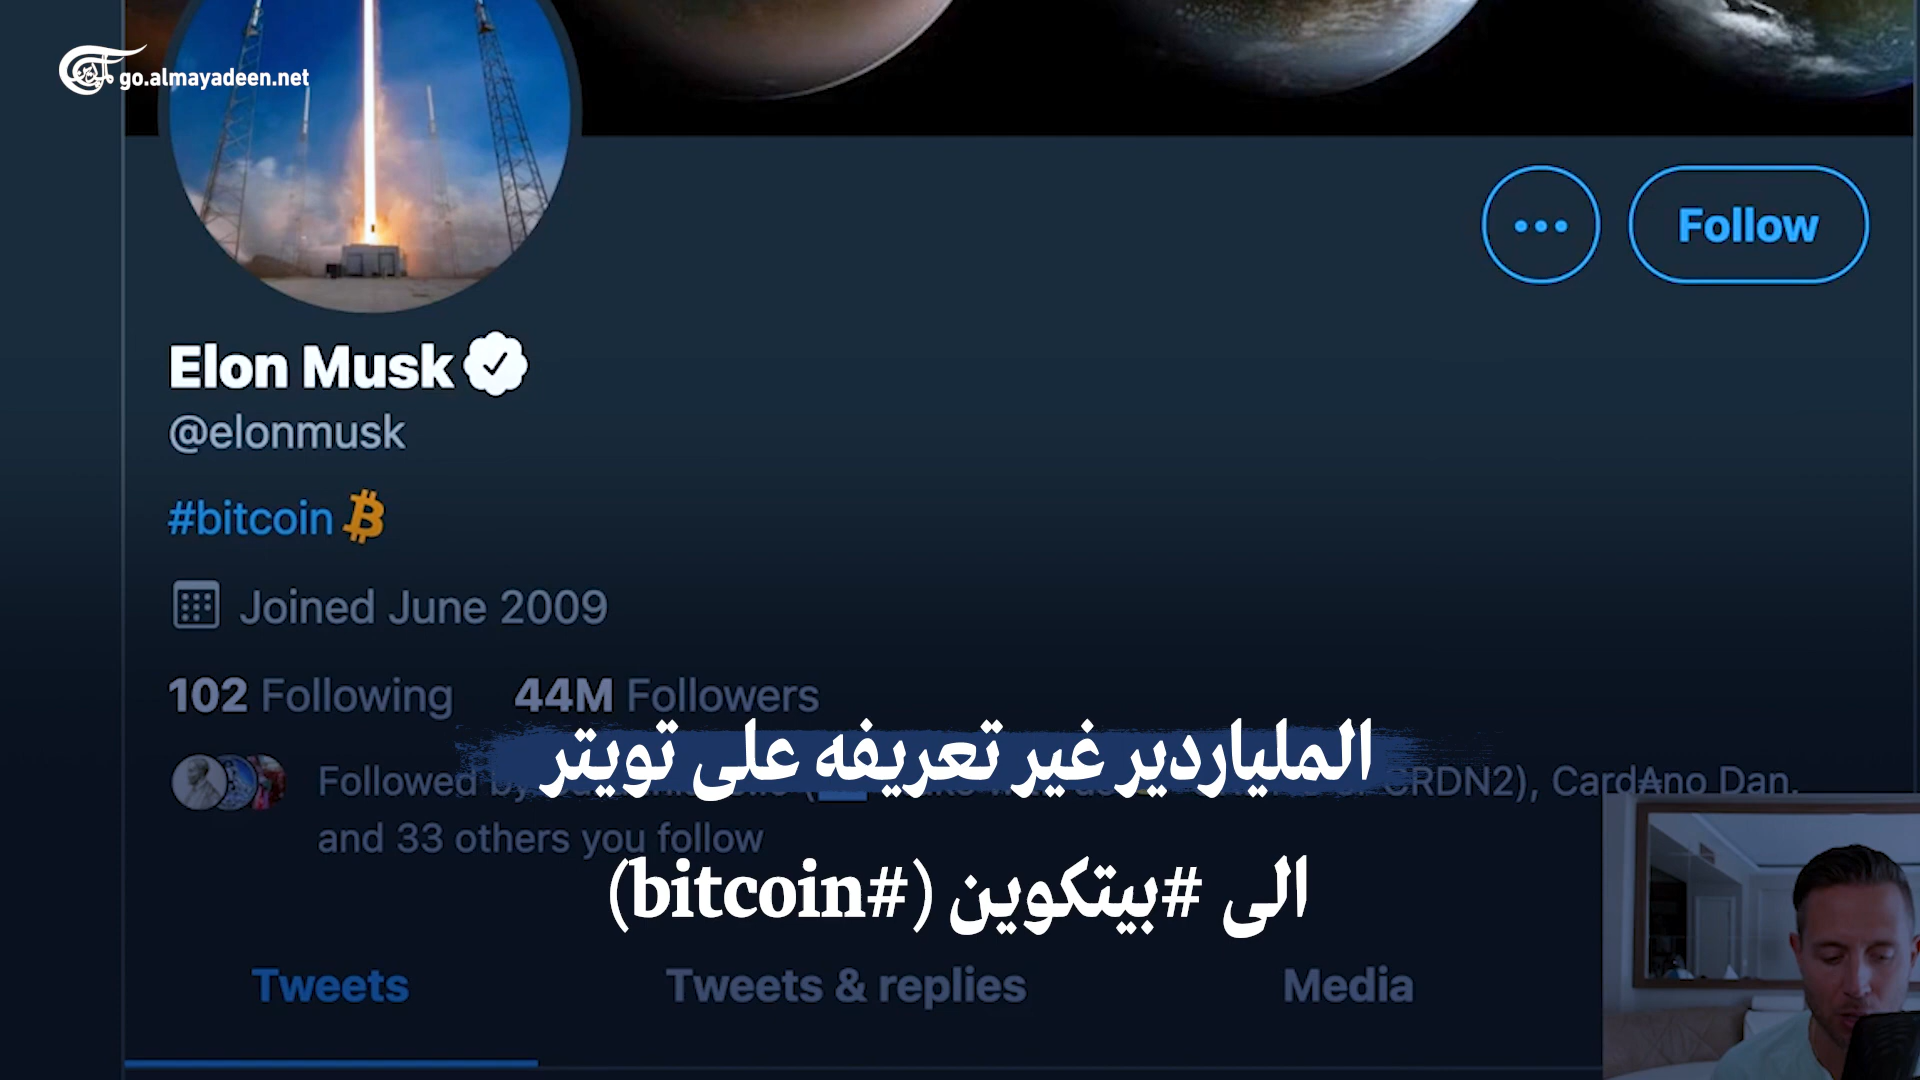 go.almayadeen.net
Follow
Elon Musk
@elonmusk
#bitcoin
Joined June 2009
102 Following 44M Followers
Followed by CRDN2), CardAno Dan,
and 33 others you follow
الملياردير غير تعريفه على تويتر
الى #بيتكوين (#bitcoin)
Tweets Tweets & replies Media